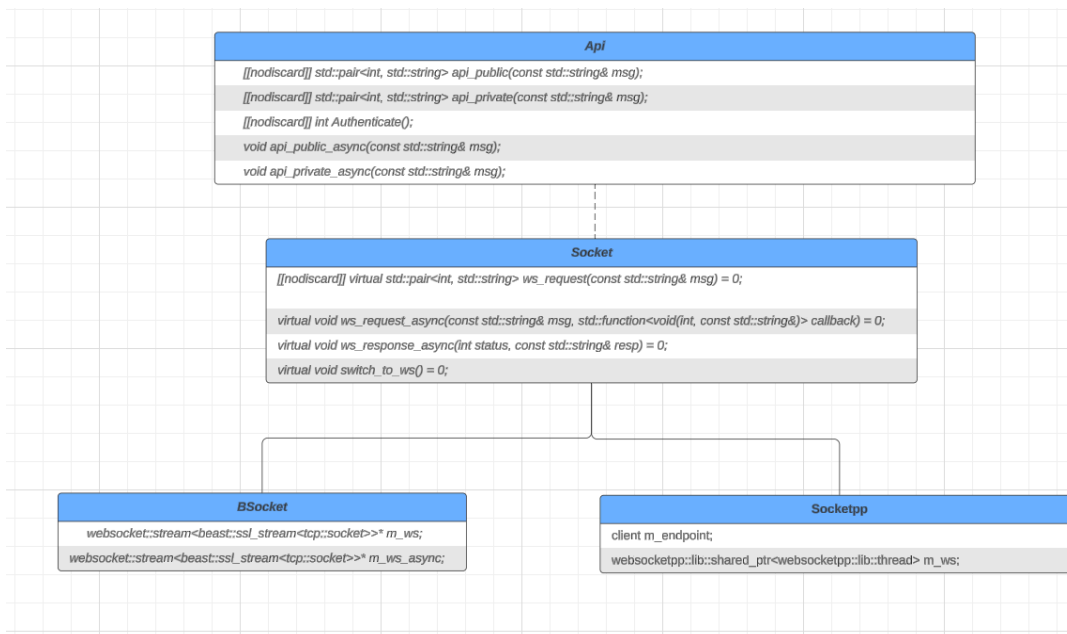 Api
[[nodiscard]] std::pair<int, std::string> api_public(const std::string& msg);
[[nodiscard]] std::pair<int, std::string> api_private(const std::string& msg);
[[nodiscard]] int Authenticate();
void api_public_async(const std::string& msg);
void api_private_async(const std::string& msg);
Socket
[[nodiscard]] virtual std::pair<int, std::string> ws_request(const std::string& msg) = 0;
virtual void ws_request_async(const std::string& msg, std::function<void(int, const std::string&)> callback) = 0;
virtual void ws_response_async(int status, const std::string& resp) = 0;
virtual void switch_to_ws() = 0;
BSocket
websocket::stream<beast::ssl_stream<tcp::socket>>* m_ws;
websocket::stream<beast::ssl_stream<tcp::socket>>* m_ws_async;
Socketpp
client m_endpoint;
websocketpp::lib::shared_ptr<websocketpp::lib::thread> m_ws;